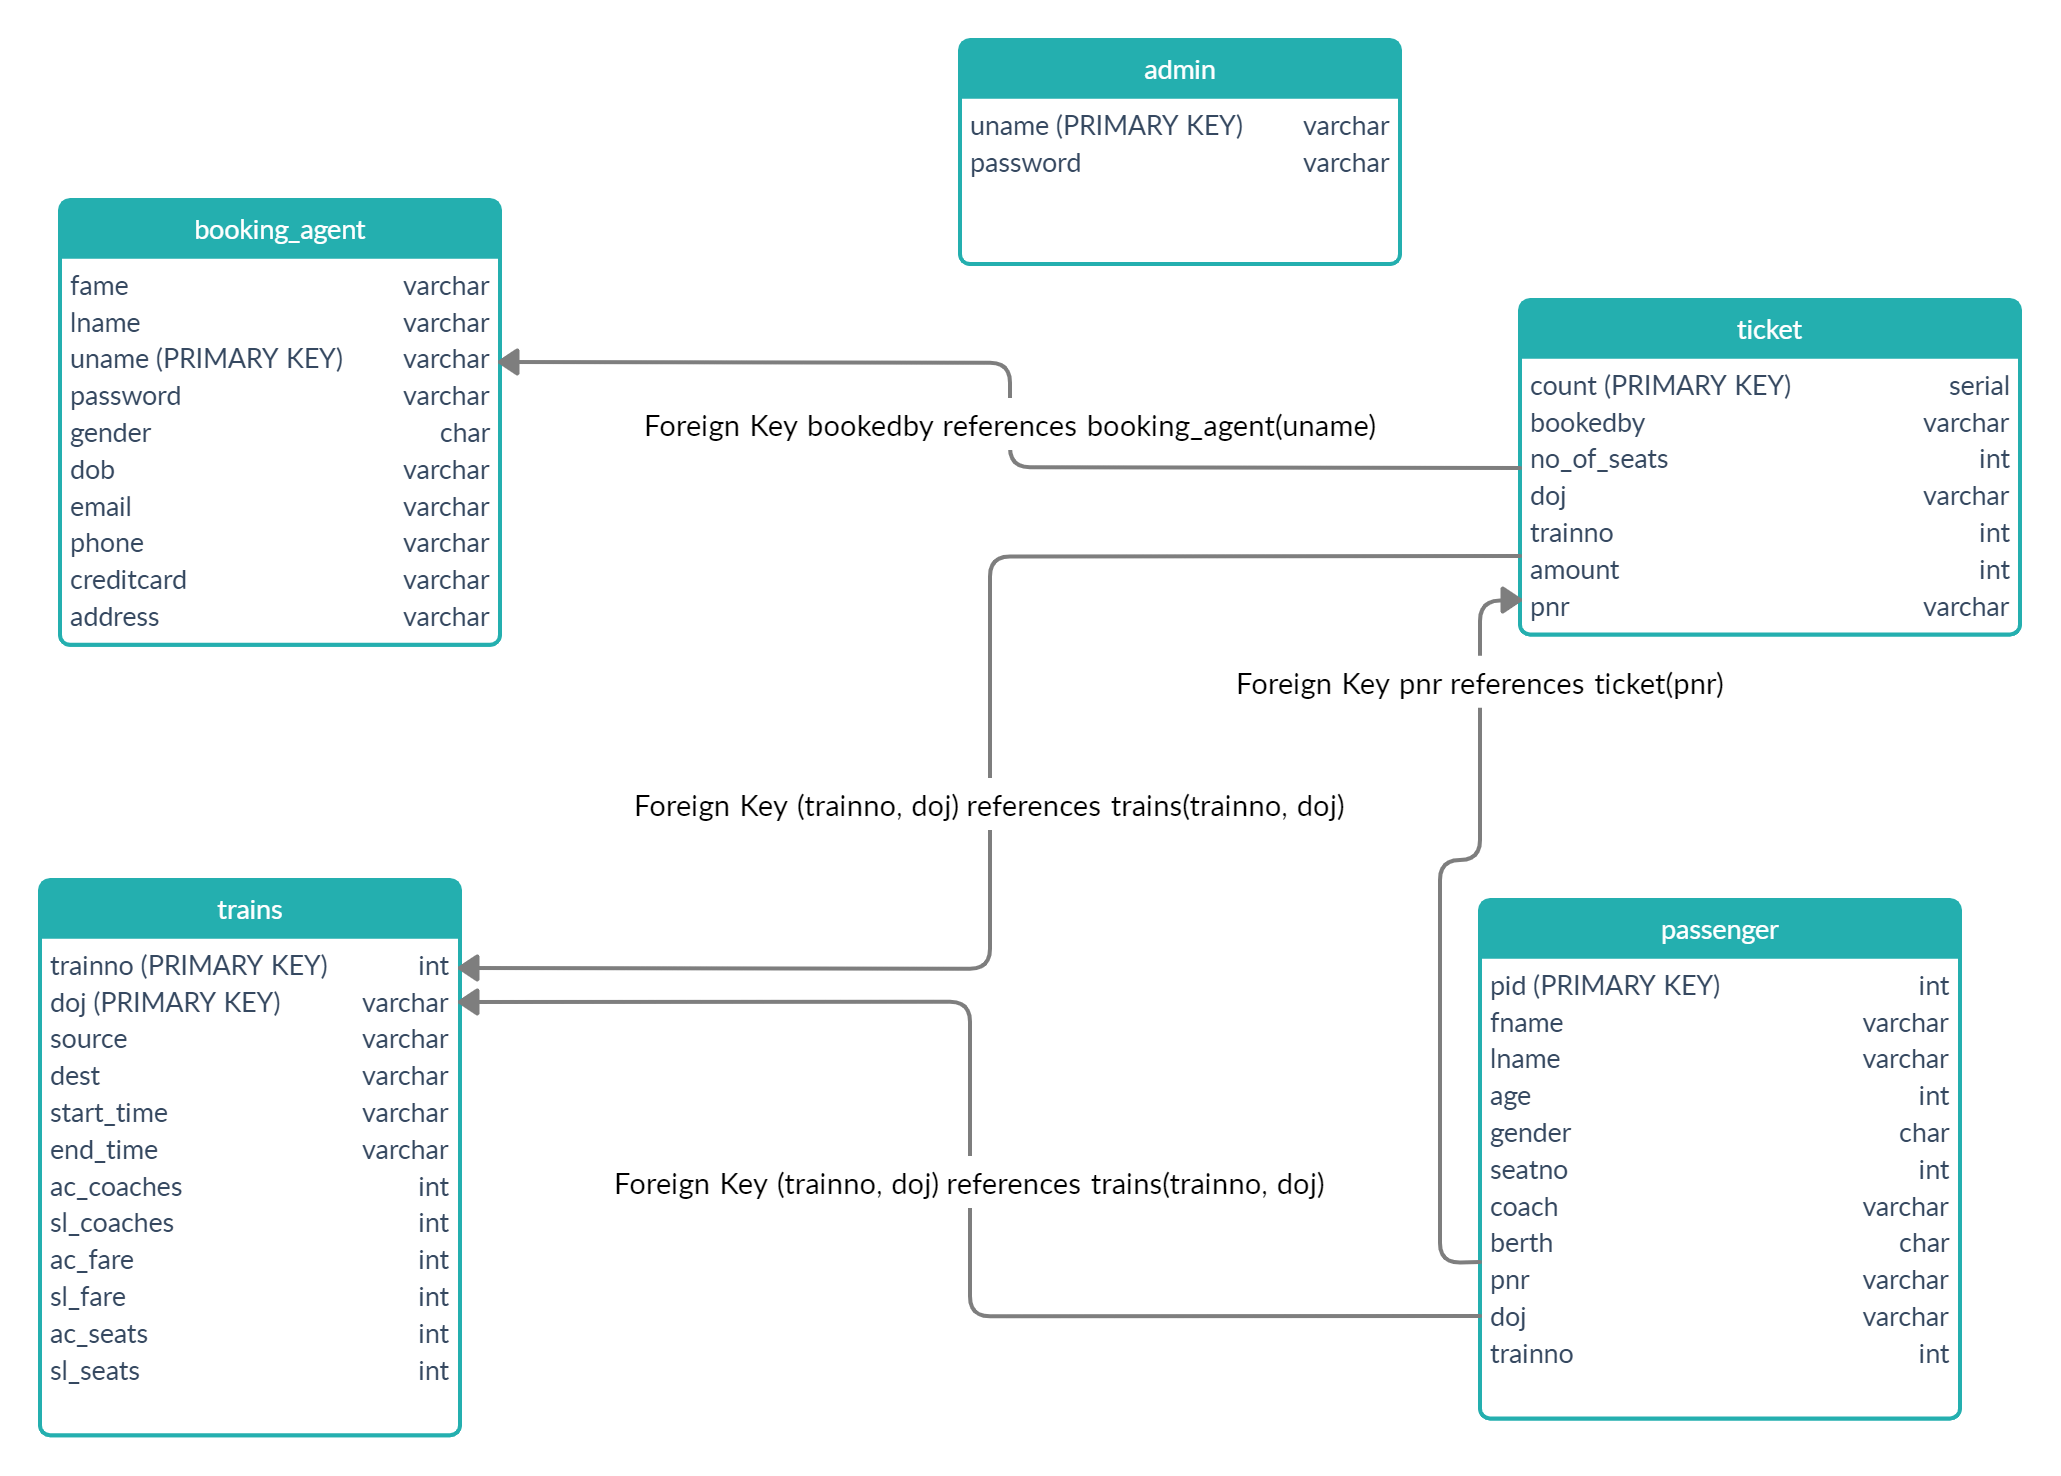 admin
uname (PRIMARY KEY) varchar
password varchar
booking_agent
fame varchar
lname varchar
uname (PRIMARY KEY) varchar
password varchar
gender char
dob varchar
email varchar
phone varchar
creditcard varchar
address varchar
ticket
count (PRIMARY KEY) serial
bookedby varchar
no_of_seats int
doj varchar
trainno int
amount int
pnr varchar
Foreign Key bookedby references booking_agent(uname)
Foreign Key pnr references ticket(pnr)
Foreign Key (trainno, doj) references trains(trainno, doj)
trains
trainno (PRIMARY KEY) int
doj (PRIMARY KEY) varchar
source varchar
dest varchar
start_time varchar
end_time varchar
ac_coaches int
sl_coaches int
ac_fare int
sl_fare int
ac_seats int
sl_seats int
Foreign Key (trainno, doj) references trains(trainno, doj)
passenger
pid (PRIMARY KEY) int
fname varchar
lname varchar
age int
gender char
seatno int
coach varchar
berth char
pnr varchar
doj varchar
trainno int